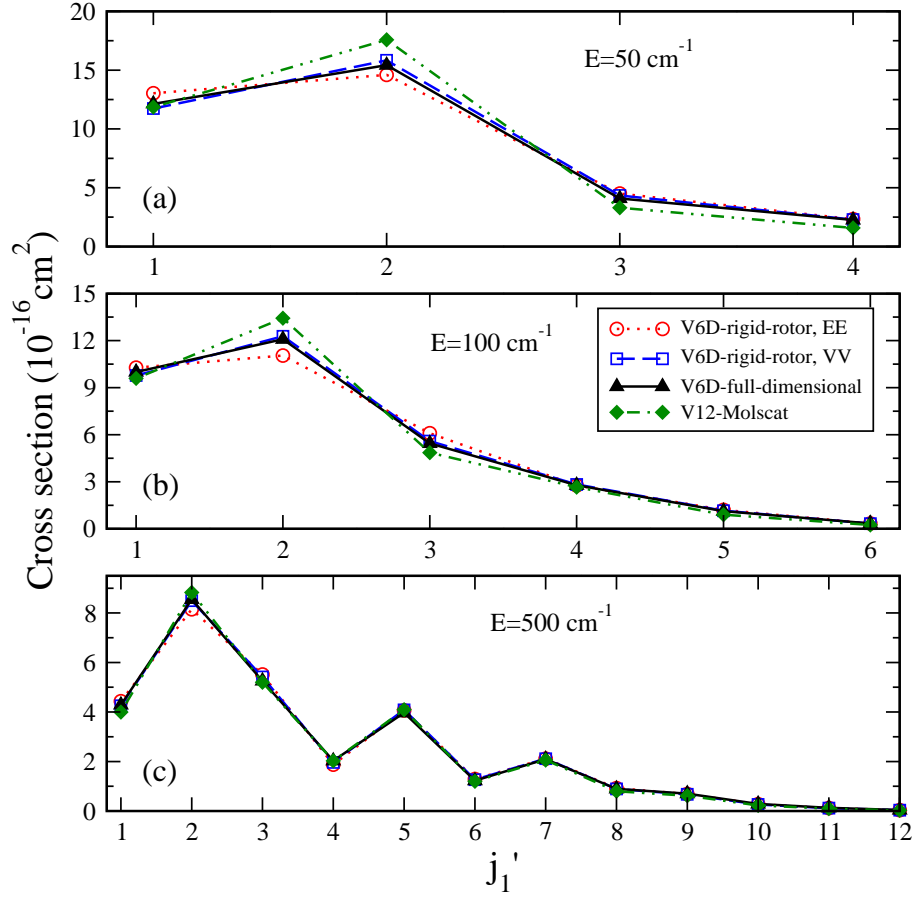 20
15
10
5
0
E=50 cm⁻¹
(a)
1 2 3 4
15
12
9
6
3
0
E=100 cm⁻¹
V6D-rigid-rotor, EE
V6D-rigid-rotor, VV
V6D-full-dimensional
V12-Molscat
(b)
1 2 3 4 5 6
8
6
4
2
0
E=500 cm⁻¹
(c)
1 2 3 4 5 6 7 8 9 10 11 12
Cross section (10⁻¹⁶cm²)
j₁'